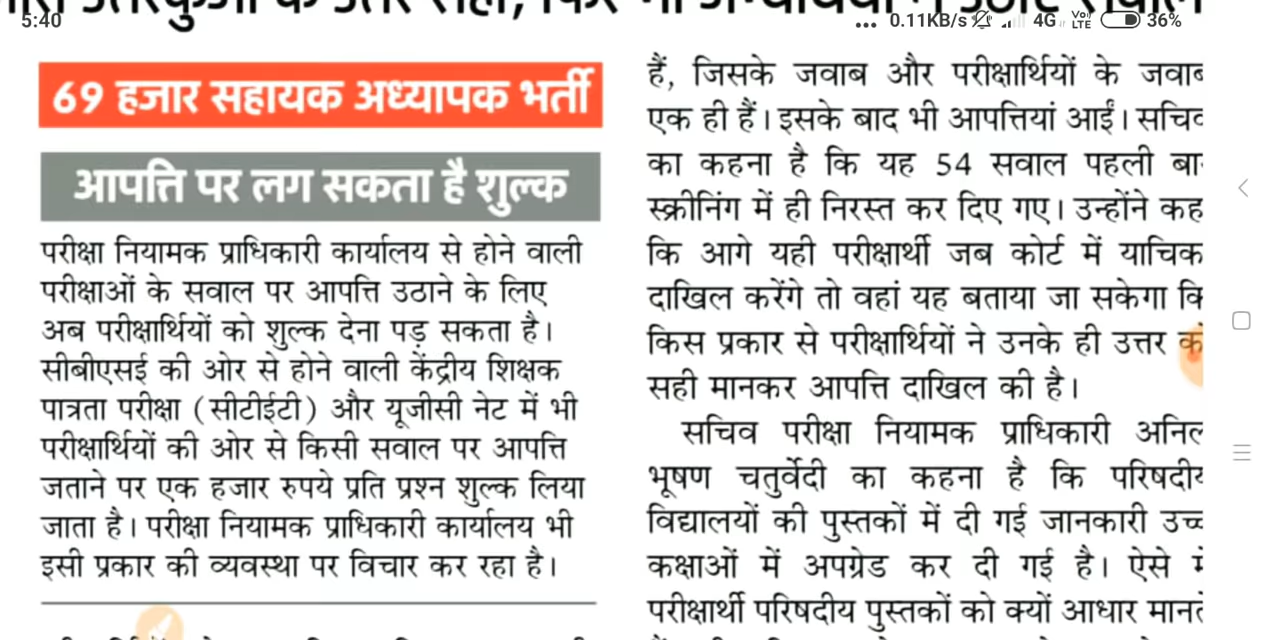 5:40
... 0.11KB/s 4G VoLTE 36%
69 हजार सहायक अध्यापक भर्ती
आपत्ति पर लग सकता है शुल्क
परीक्षा नियामक प्राधिकारी कार्यालय से होने वाली
परीक्षाओं के सवाल पर आपत्ति उठाने के लिए
अब परीक्षार्थियों को शुल्क देना पड़ सकता है।
सीबीएसई की ओर से होने वाली केंद्रीय शिक्षक
पात्रता परीक्षा (सीटीईटी) और यूजीसी नेट में भी
परीक्षार्थियों की ओर से किसी सवाल पर आपत्ति
जताने पर एक हजार रुपये प्रति प्रश्न शुल्क लिया
जाता है। परीक्षा नियामक प्राधिकारी कार्यालय भी
इसी प्रकार की व्यवस्था पर विचार कर रहा है।
हैं, जिसके जवाब और परीक्षार्थियों के जवाब
एक ही हैं। इसके बाद भी आपत्तियां आईं।
का कहना है कि यह 54 सवाल पहली
स्क्रीनिंग में ही निरस्त कर दिए गए। उन्होंने
कि आगे यही परीक्षार्थी जब कोर्ट में
दाखिल करेंगे तो वहां यह बताया जा सकेगा
किस प्रकार से परीक्षार्थियों ने उनके ही उत्तर
सही मानकर आपत्ति दाखिल की है।
सचिव परीक्षा नियामक प्राधिकारी अनिल
भूषण चतुर्वेदी का कहना है कि
विद्यालयों की पुस्तकों में दी गई जानकारी
कक्षाओं में अपग्रेड कर दी गई है। ऐसे
परीक्षार्थी परिषदीय पुस्तकों को क्यों आधार